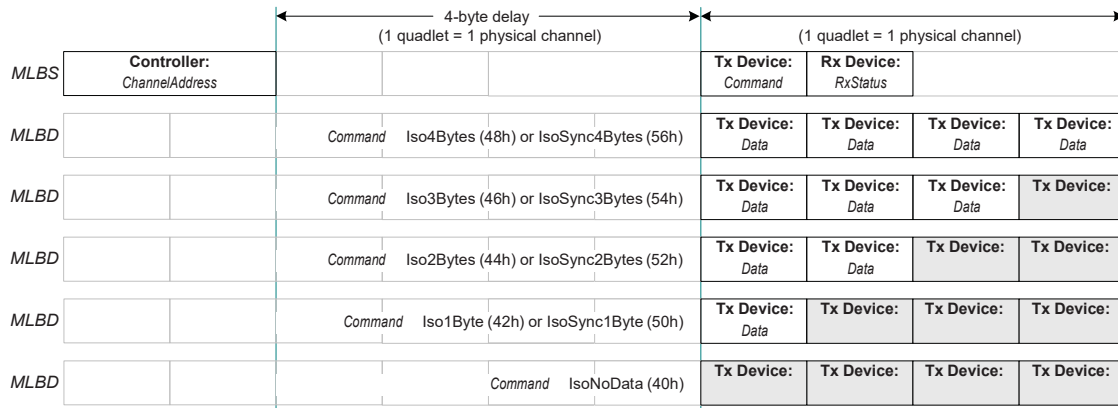 4-byte delay
(1 quadlet = 1 physical channel) (1 quadlet = 1 physical channel)
MLBS Controller: Tx Device: Rx Device:
ChannelAddress Command RxStatus
MLBD Command Iso4Bytes (48h) or IsoSync4Bytes (56h) Tx Device: Tx Device: Tx Device: Tx Device:
Data Data Data Data
MLBD Command Iso3Bytes (46h) or IsoSync3Bytes (54h) Tx Device: Tx Device: Tx Device: Tx Device:
Data Data Data
MLBD Command Iso2Bytes (44h) or IsoSync2Bytes (52h) Tx Device: Tx Device: Tx Device: Tx Device:
Data Data
MLBD Command Iso1Byte (42h) or IsoSync1Byte (50h) Tx Device: Tx Device: Tx Device: Tx Device:
Data
MLBD Command IsoNoData (40h) Tx Device: Tx Device: Tx Device: Tx Device: